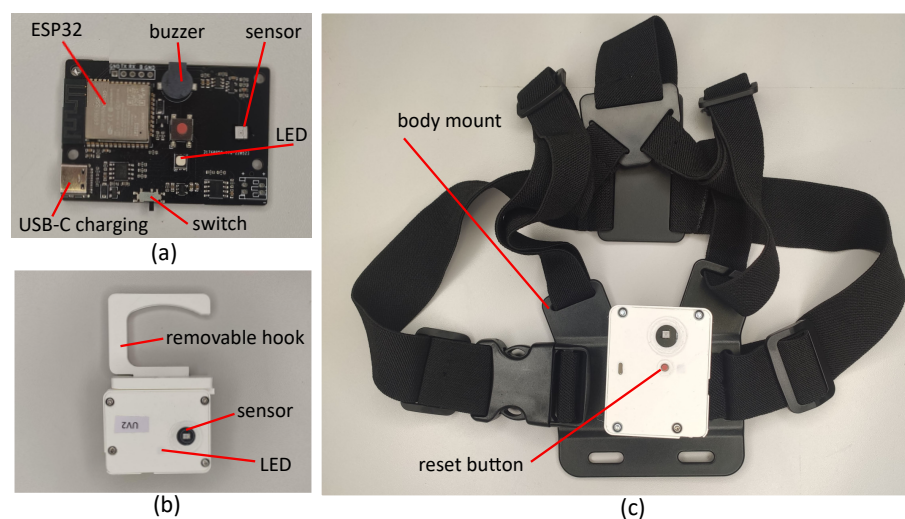 ESP32
buzzer
sensor
LED
USB-C charging
switch
(a)
removable hook
UV2
sensor
LED
(b)
body mount
reset button
(c)